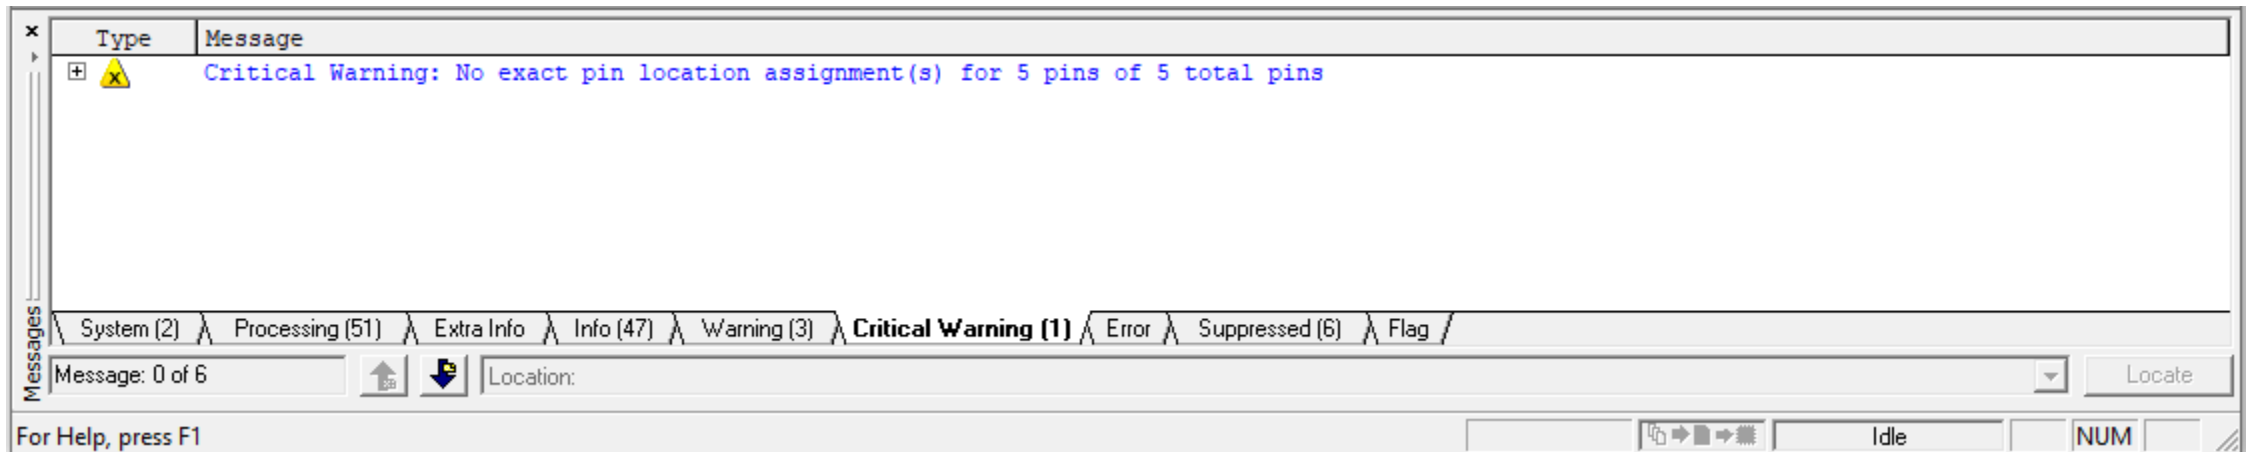 Type Message
Critical Warning: No exact pin location assignment(s) for 5 pins of 5 total pins
System (2) Processing (51) Extra Info Info (47) Warning (3) Critical Warning (1) Error Suppressed (6) Flag
Messages
Message: 0 of 6 Location: Locate
For Help, press F1 Idle NUM